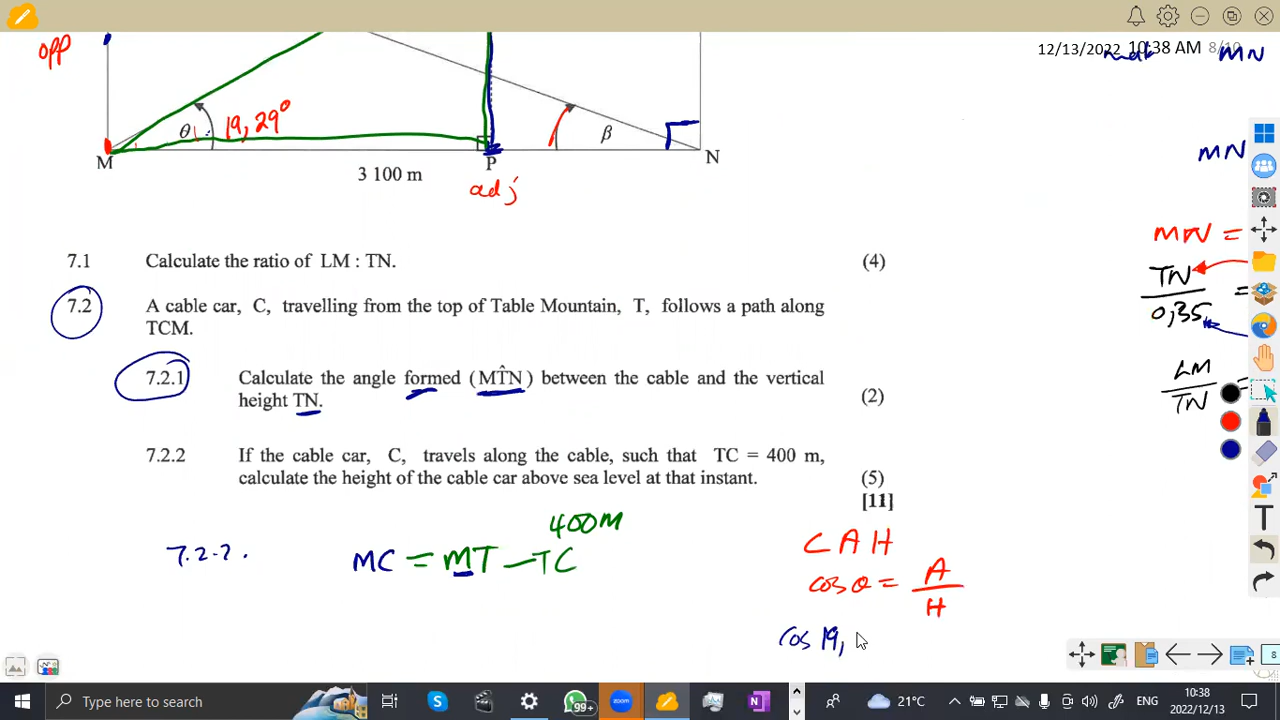 12/13/2022 10:38 AM 8/10
MN
opp
θ 19,29°
β
M
P
N
3 100 m
adj
MN
MN =
TN
0,35 =
LM
TN =
7.1 Calculate the ratio of LM : TN. (4)
7.2 A cable car, C, travelling from the top of Table Mountain, T, follows a path along
TCM.
7.2.1 Calculate the angle formed (MT̂N) between the cable and the vertical
height TN. (2)
7.2.2 If the cable car, C, travels along the cable, such that TC = 400 m,
calculate the height of the cable car above sea level at that instant. (5)
[11]
400M
7.2.2. MC = MT – TC
CAH
cos θ = A
H
cos 19,
T
8
Type here to search
99+
21°C
ENG
10:38
2022/12/13